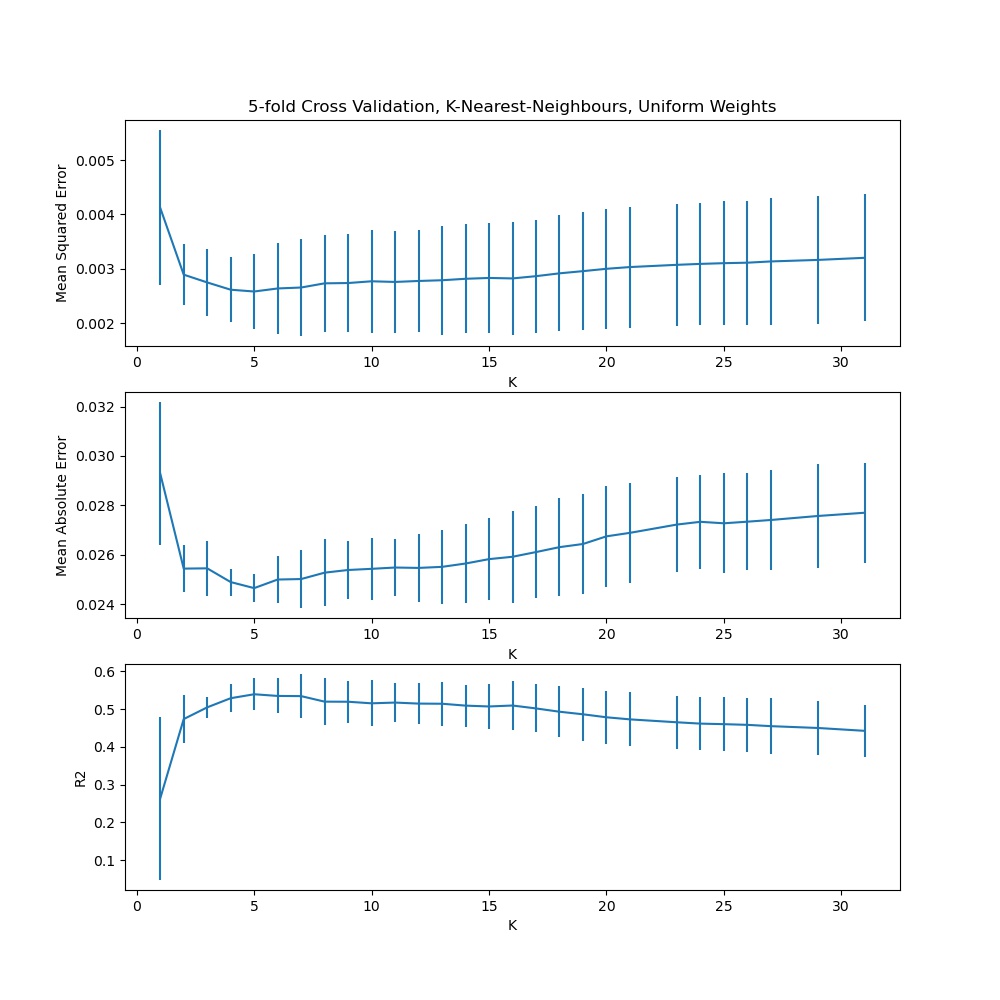 5-fold Cross Validation, K-Nearest-Neighbours, Uniform Weights
Mean Squared Error
0.005
0.004
0.003
0.002
0 5 10 15 20 25 30
K
Mean Absolute Error
0.032
0.030
0.028
0.026
0.024
0 5 10 15 20 25 30
K
R2
0.6
0.5
0.4
0.3
0.2
0.1
0 5 10 15 20 25 30
K